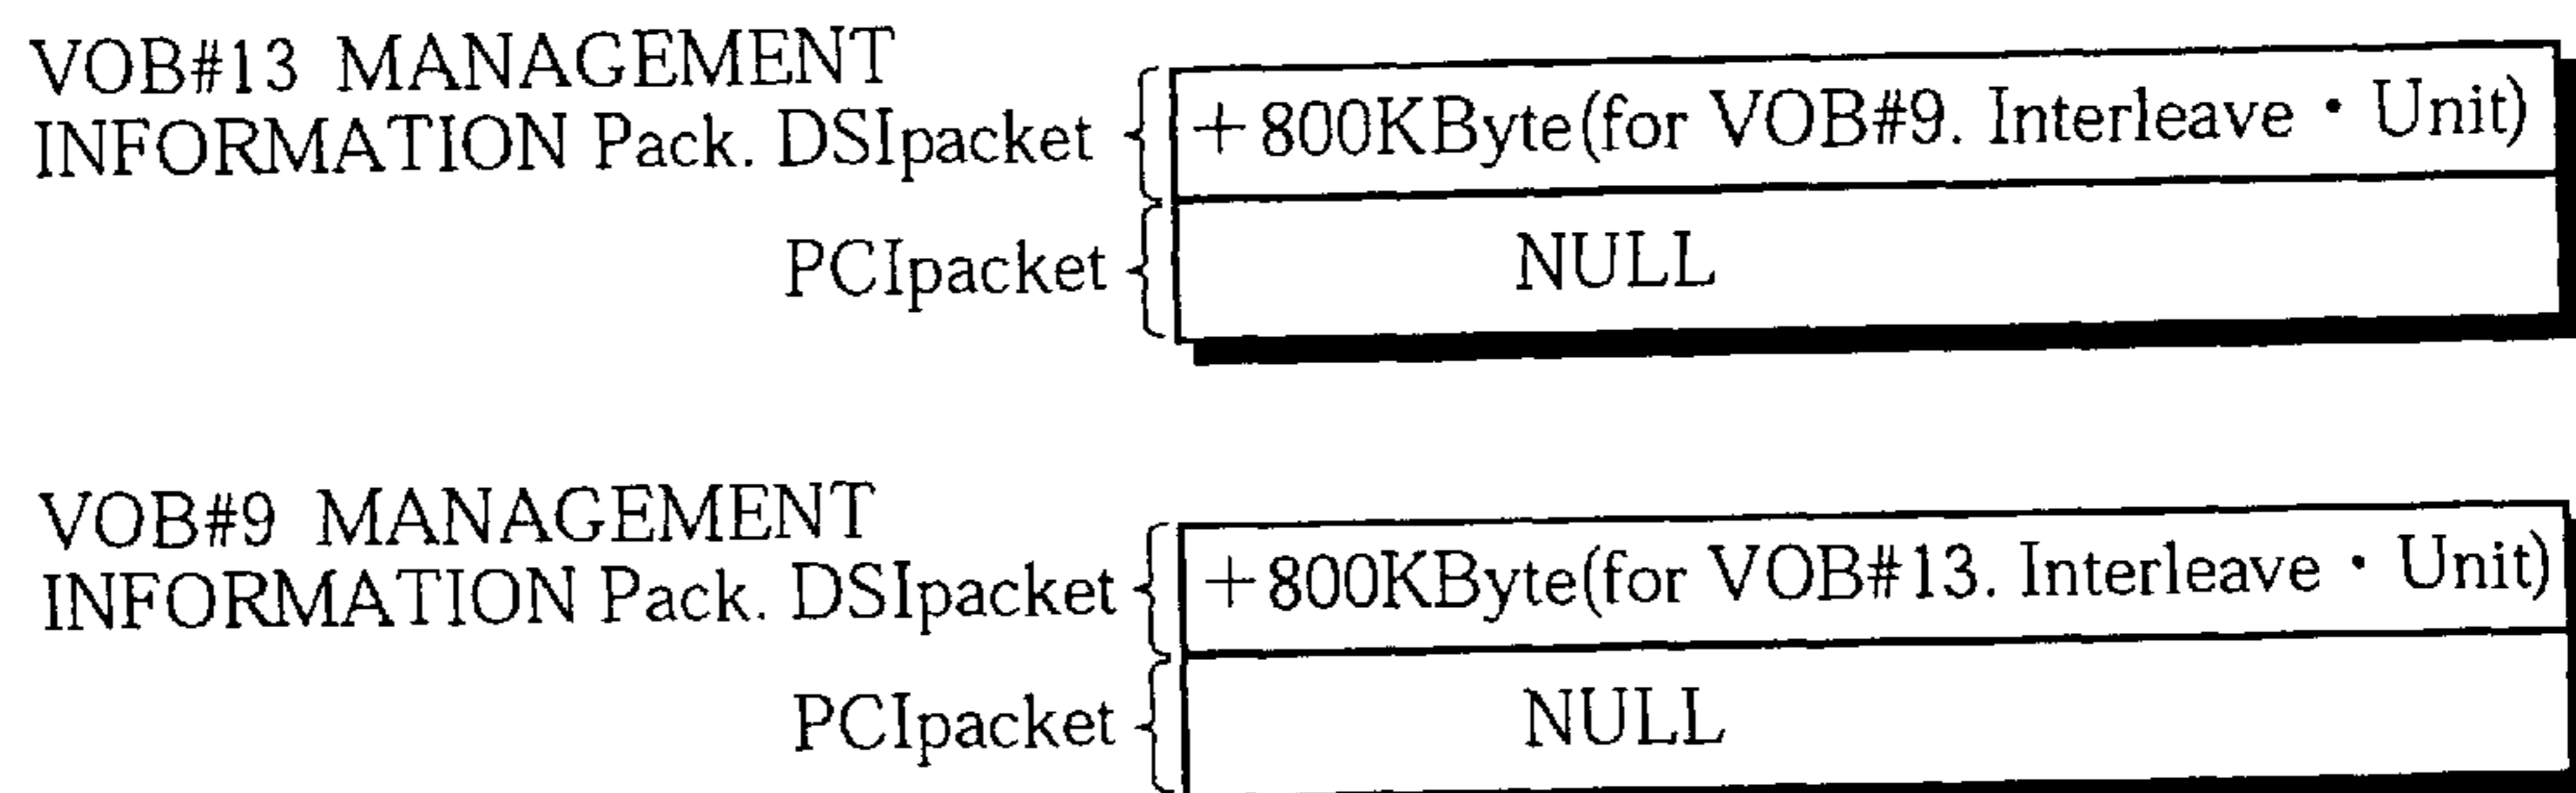 VOB#13 MANAGEMENT
INFORMATION Pack. DSIpacket
+800KByte(for VOB#9. Interleave・Unit)
PCIpacket
NULL
VOB#9 MANAGEMENT
INFORMATION Pack. DSIpacket
+800KByte(for VOB#13. Interleave・Unit)
PCIpacket
NULL